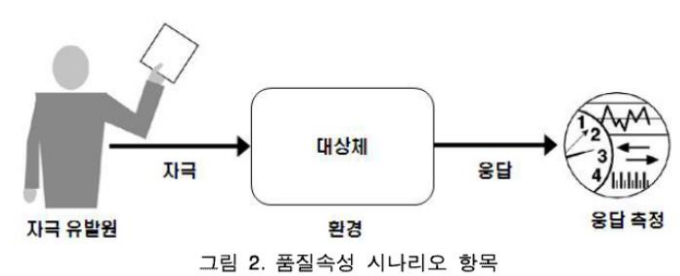 대상체
자극
응답
1
2
3
4
자극 유발원
환경
응답 측정
그림 2. 품질속성 시나리오 항목